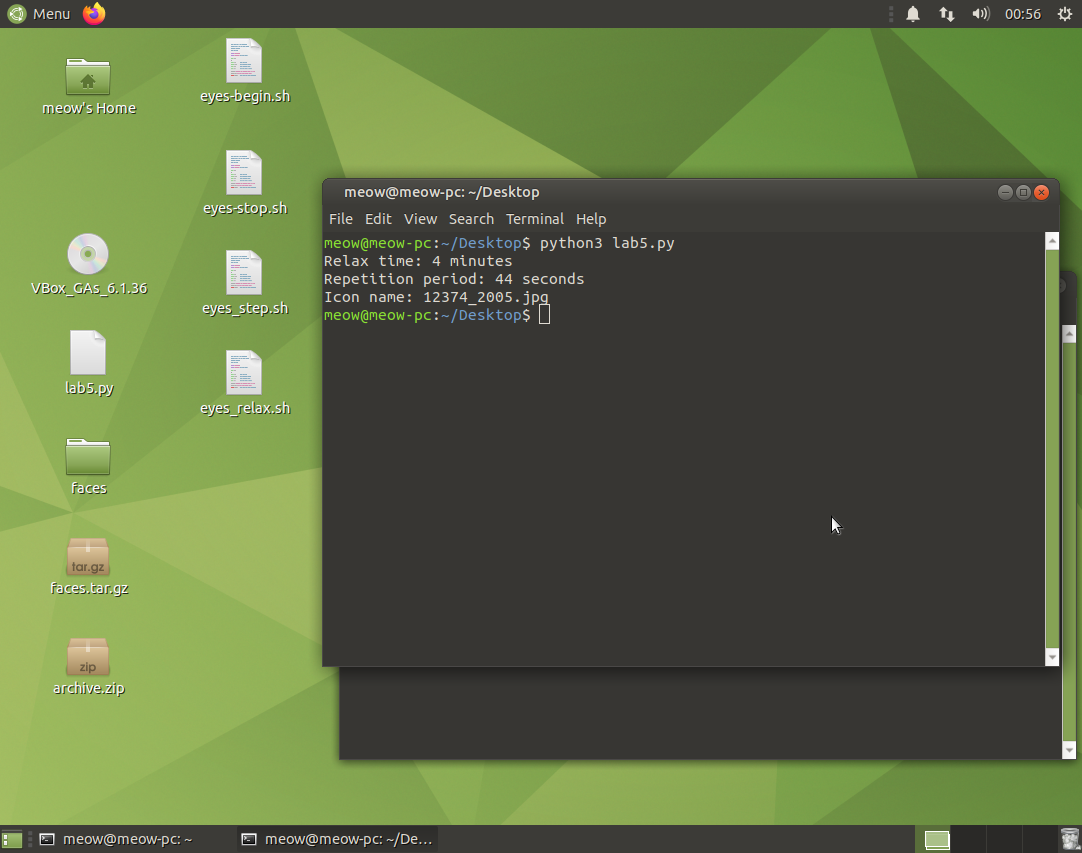 Menu
00:56
meow's Home
eyes-begin.sh
eyes-stop.sh
VBox_GAs_6.1.36
eyes_step.sh
lab5.py
eyes_relax.sh
faces
tar.gz
faces.tar.gz
zip
archive.zip
meow@meow-pc: ~/Desktop
File Edit View Search Terminal Help
meow@meow-pc:~/Desktop$ python3 lab5.py
Relax time: 4 minutes
Repetition period: 44 seconds
Icon name: 12374_2005.jpg
meow@meow-pc:~/Desktop$
meow@meow-pc: ~
meow@meow-pc: ~/De...